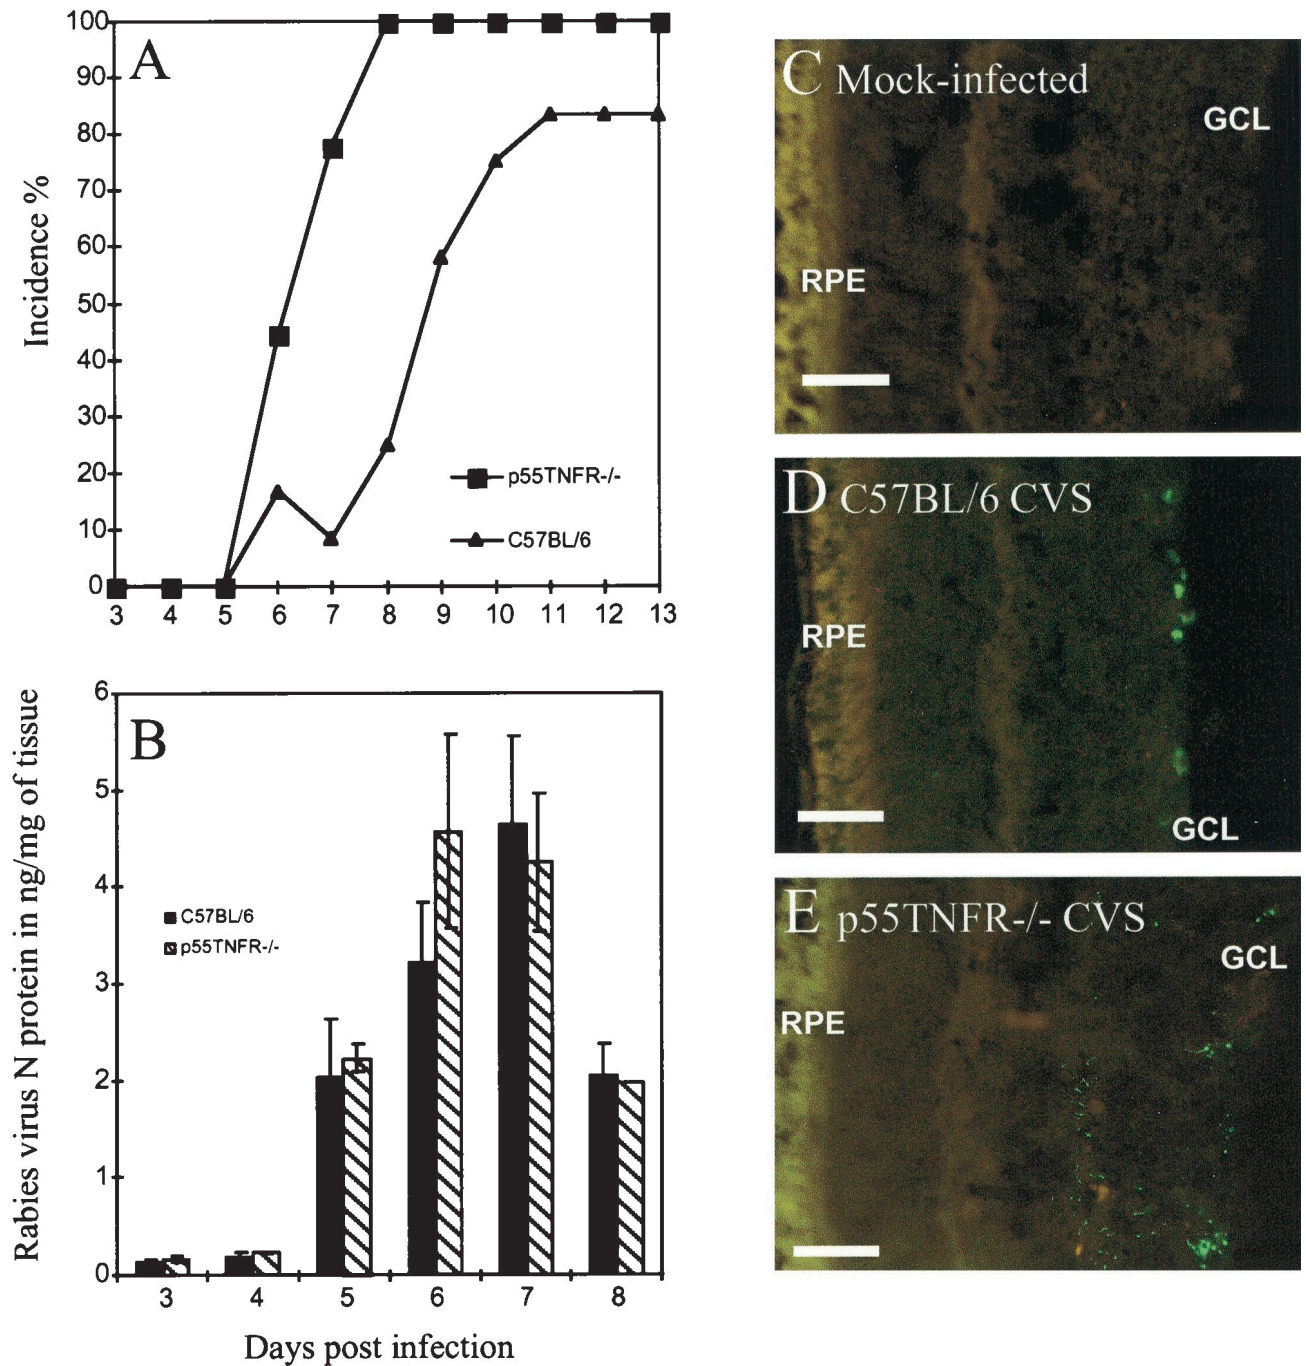 A
Incidence %
100
90
80
70
60
50
40
30
20
10
0
3 4 5 6 7 8 9 10 11 12 13
p55TNFR-/-
C57BL/6
B
Rabies virus N protein in ng/mg of tissue
6
5
4
3
2
1
0
C57BL/6
p55TNFR-/-
3 4 5 6 7 8
Days post infection
C Mock-infected
GCL
RPE
D C57BL/6 CVS
RPE
GCL
E p55TNFR-/- CVS
GCL
RPE